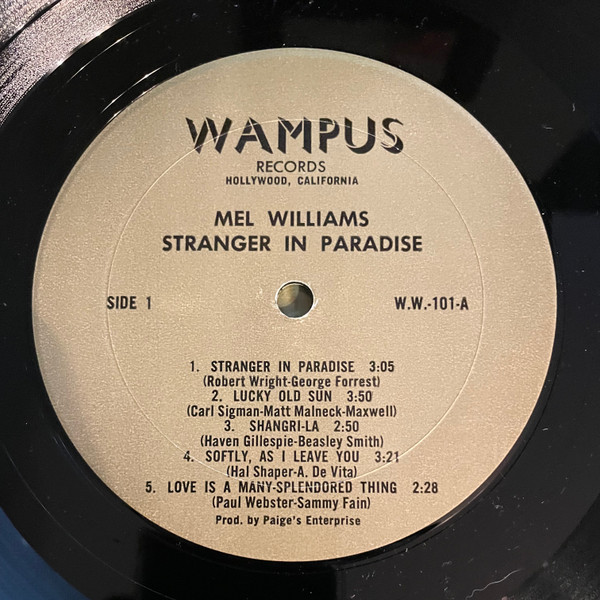 WAMPUS
RECORDS
HOLLYWOOD, CALIFORNIA
MEL WILLIAMS
STRANGER IN PARADISE
SIDE 1 W.W.-101-A
1. STRANGER IN PARADISE 3:05
(Robert Wright-George Forrest)
2. LUCKY OLD SUN 3:50
(Carl Sigman-Matt Malneck-Maxwell)
3. SHANGRI-LA 2:50
(Haven Gillespie-Beasley Smith)
4. SOFTLY, AS I LEAVE YOU 3:21
(Hal Shaper-A. De Vita)
5. LOVE IS A MANY-SPLENDORED THING 2:28
(Paul Webster-Sammy Fain)
Prod. by Paige's Enterprise